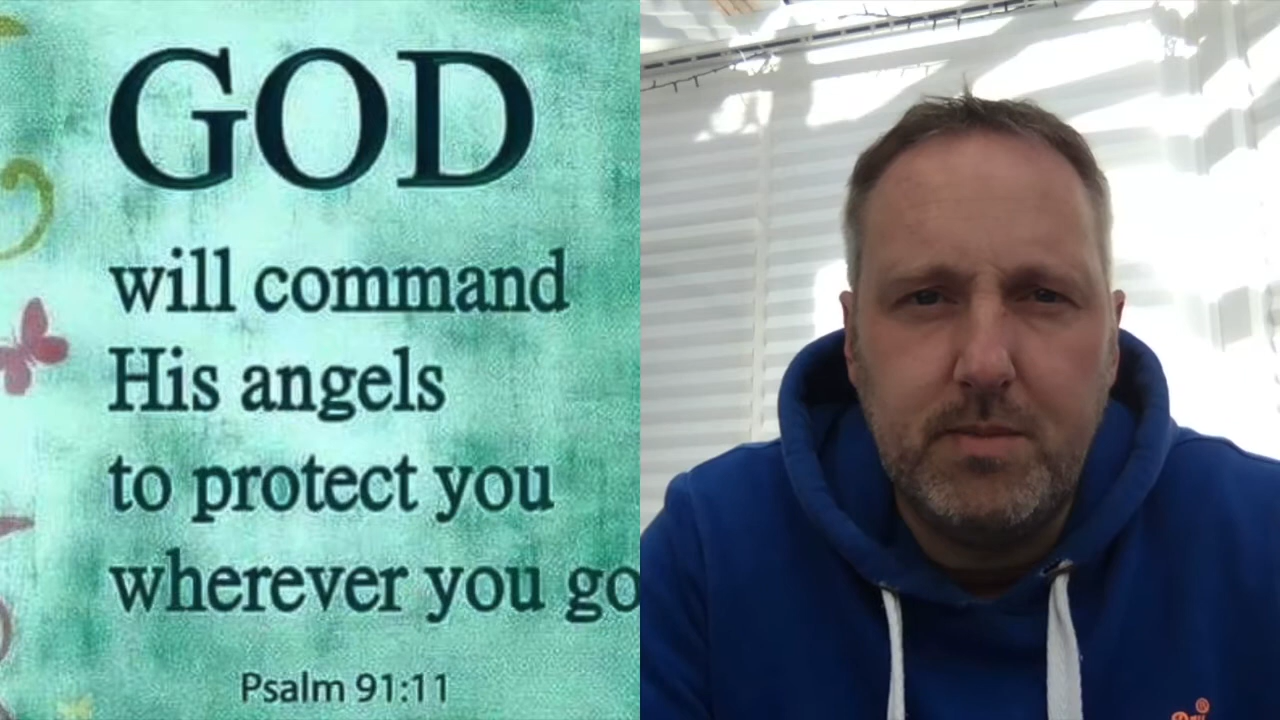 GOD
will command
His angels
to protect you
wherever you go
Psalm 91:11